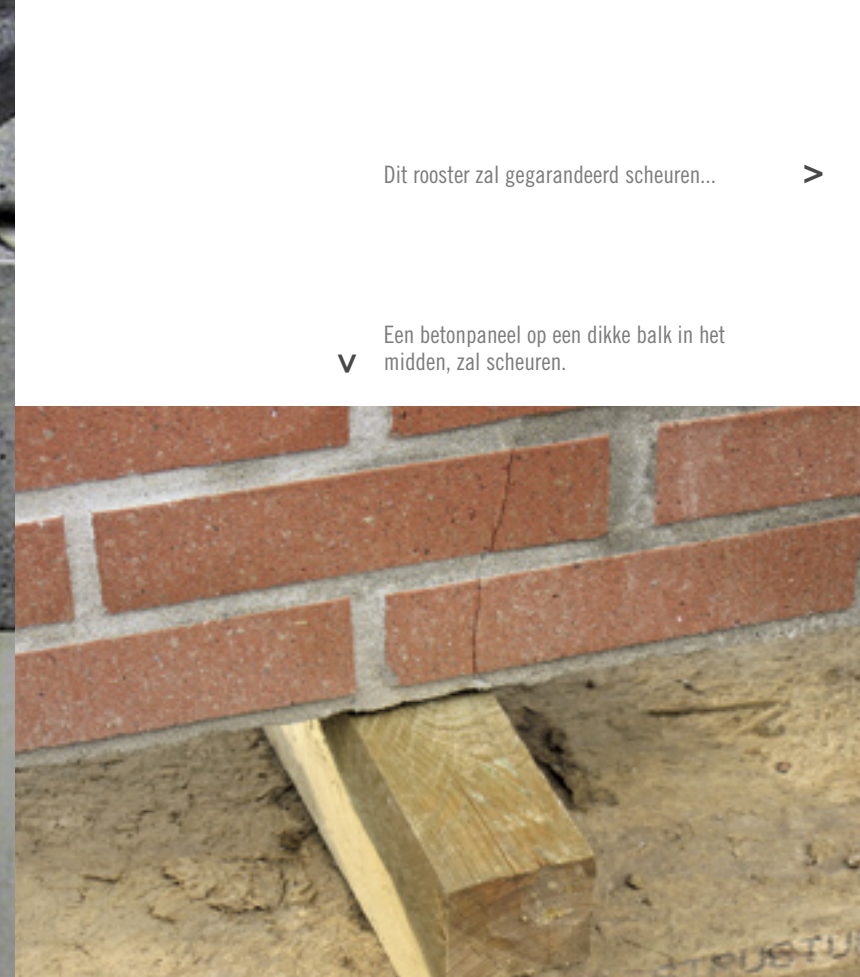 Dit rooster zal gegarandeerd scheuren... >
Een betonpaneel op een dikke balk in het
v midden, zal scheuren.